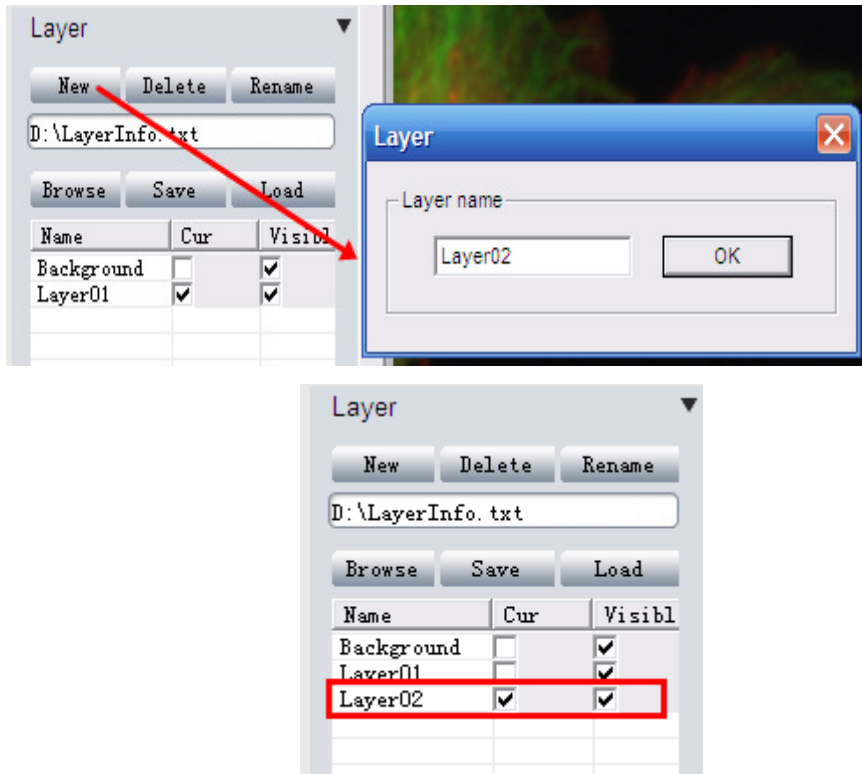 Layer
New Delete Rename
D:\LayerInfo.txt
Browse Save Load
Name Cur Visibl
Background
Layer01
Layer
Layer name
Layer02 OK
Layer
New Delete Rename
D:\LayerInfo.txt
Browse Save Load
Name Cur Visibl
Background
Layer01
Layer02